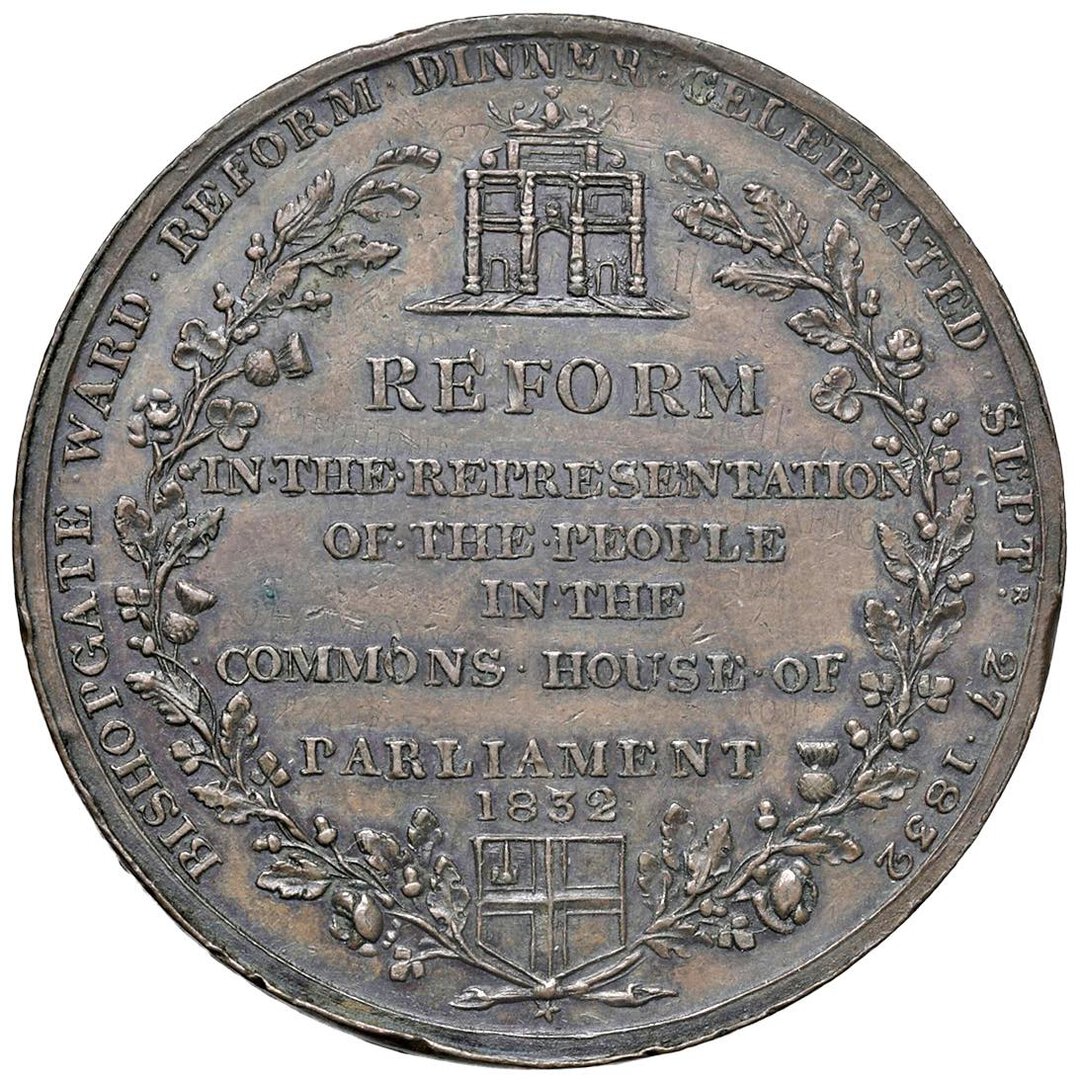 BISHOPGATE WARD · REFORM · DINNER · CELEBRATED · SEPTR. 27 · 1832
REFORM
IN·THE·REPRESENTATION
OF·THE·PEOPLE
IN·THE
COMMONS·HOUSE·OF
PARLIAMENT
1832